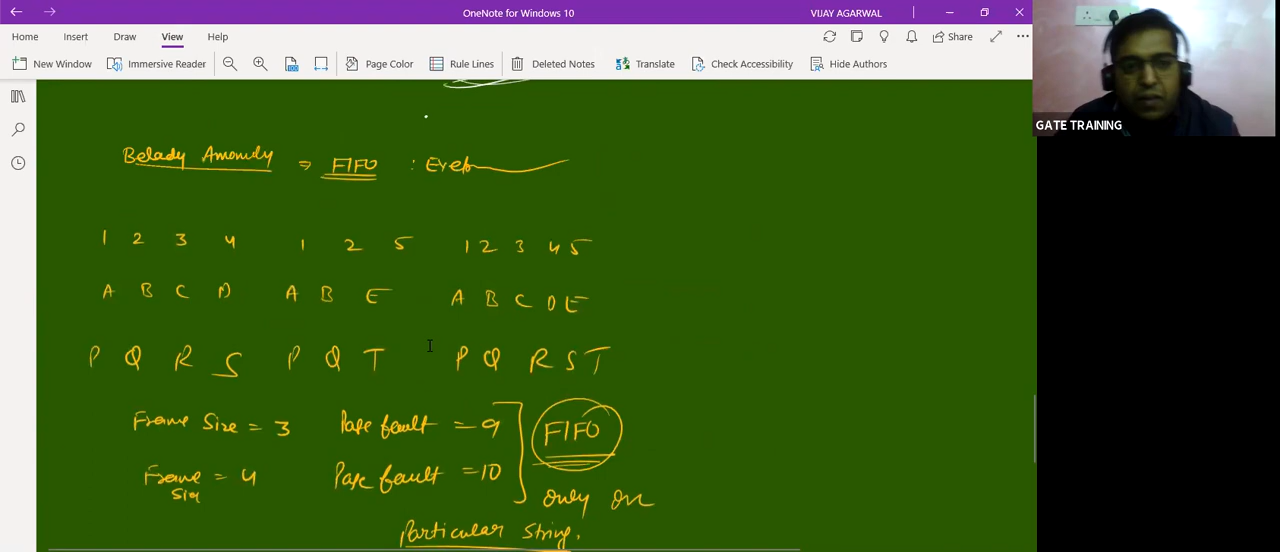 OneNote for Windows 10
VIJAY AGARWAL
Home Insert Draw View Help
Share
New Window Immersive Reader Page Color Rule Lines Deleted Notes Translate Check Accessibility Hide Authors
GATE TRAINING
Belady Anomaly ⇒ FIFO :
1 2 3 4 1 2 5 1 2 3 4 5
A B C D A B E A B C D E
P Q R S P Q T P Q R S T
Frame Size = 3 Page fault = 9
FIFO
Frame Size = 4 Page fault = 10
only on
particular string.